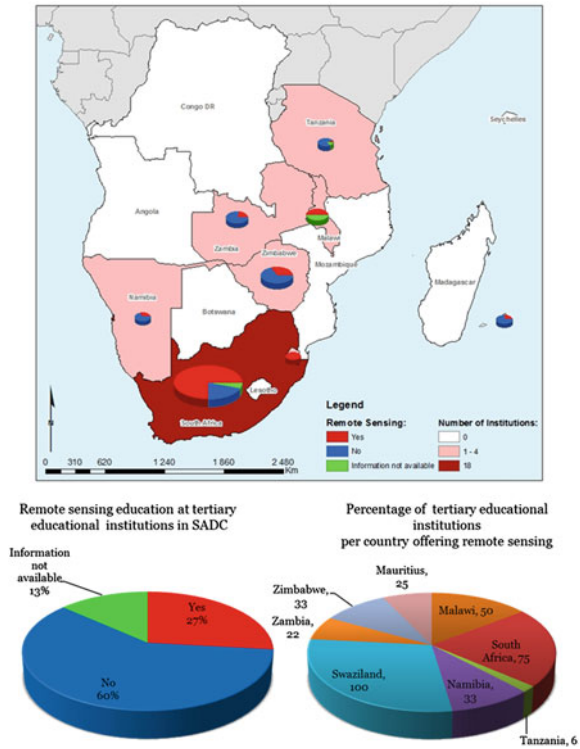 Congo DR
Tanzania
Seychelles
Angola
Malawi
Zambia
Mozambique
Zimbabwe
Madagascar
Namibia
Botswana
Lesotho
South Africa
N
Legend
Remote Sensing:
Yes
No
Information not available
Number of Institutions:
0
1 - 4
18
0 310 620 1 240 1 860 2 480
Km
Remote sensing education at tertiary
educational institutions in SADC
Information
not
available
13%
Yes
27%
No
60%
Percentage of tertiary educational
institutions
per country offering remote sensing
Mauritius,
25
Zimbabwe,
33
Zambia,
22
Malawi, 50
South
Africa, 75
Swaziland,
100
Namibia,
33
Tanzania, 6